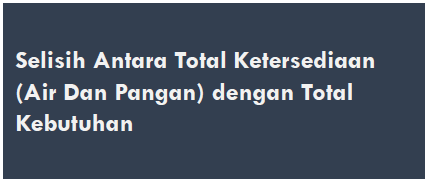 Selisih Antara Total Ketersediaan
(Air Dan Pangan) dengan Total
Kebutuhan